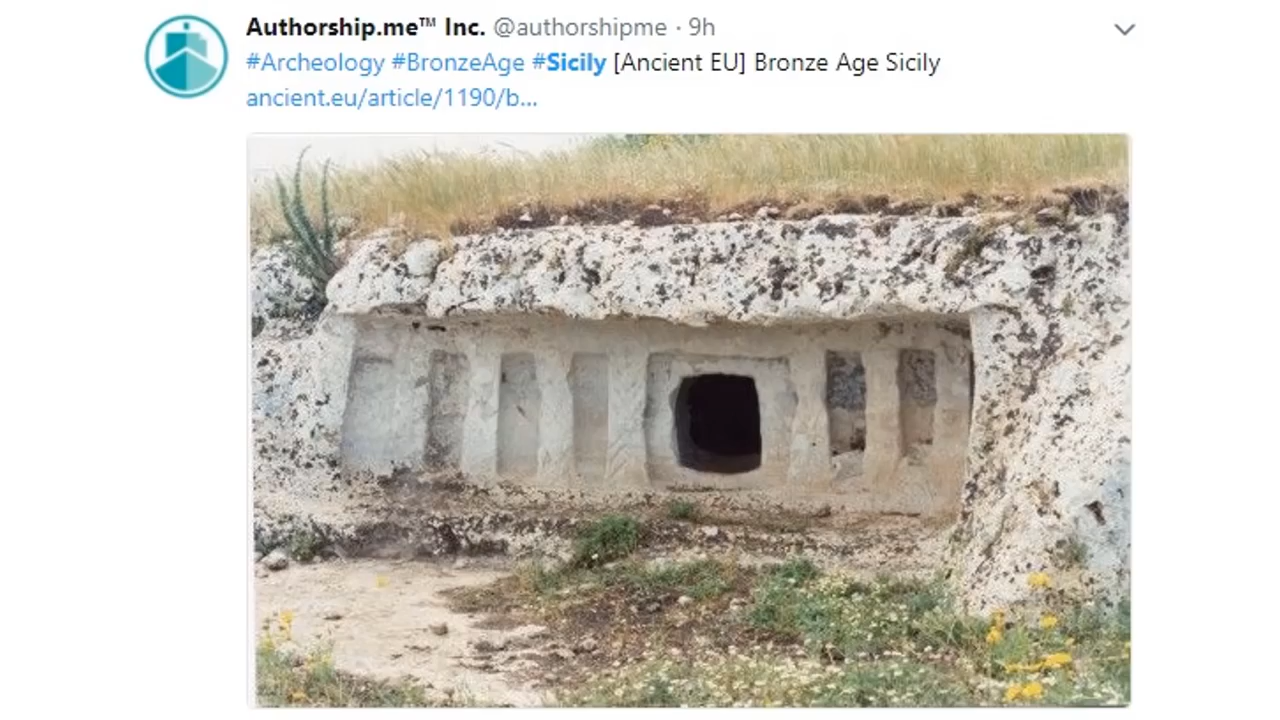 Authorship.me™ Inc. @authorshipme · 9h
#Archeology #BronzeAge #Sicily [Ancient EU] Bronze Age Sicily
ancient.eu/article/1190/b...